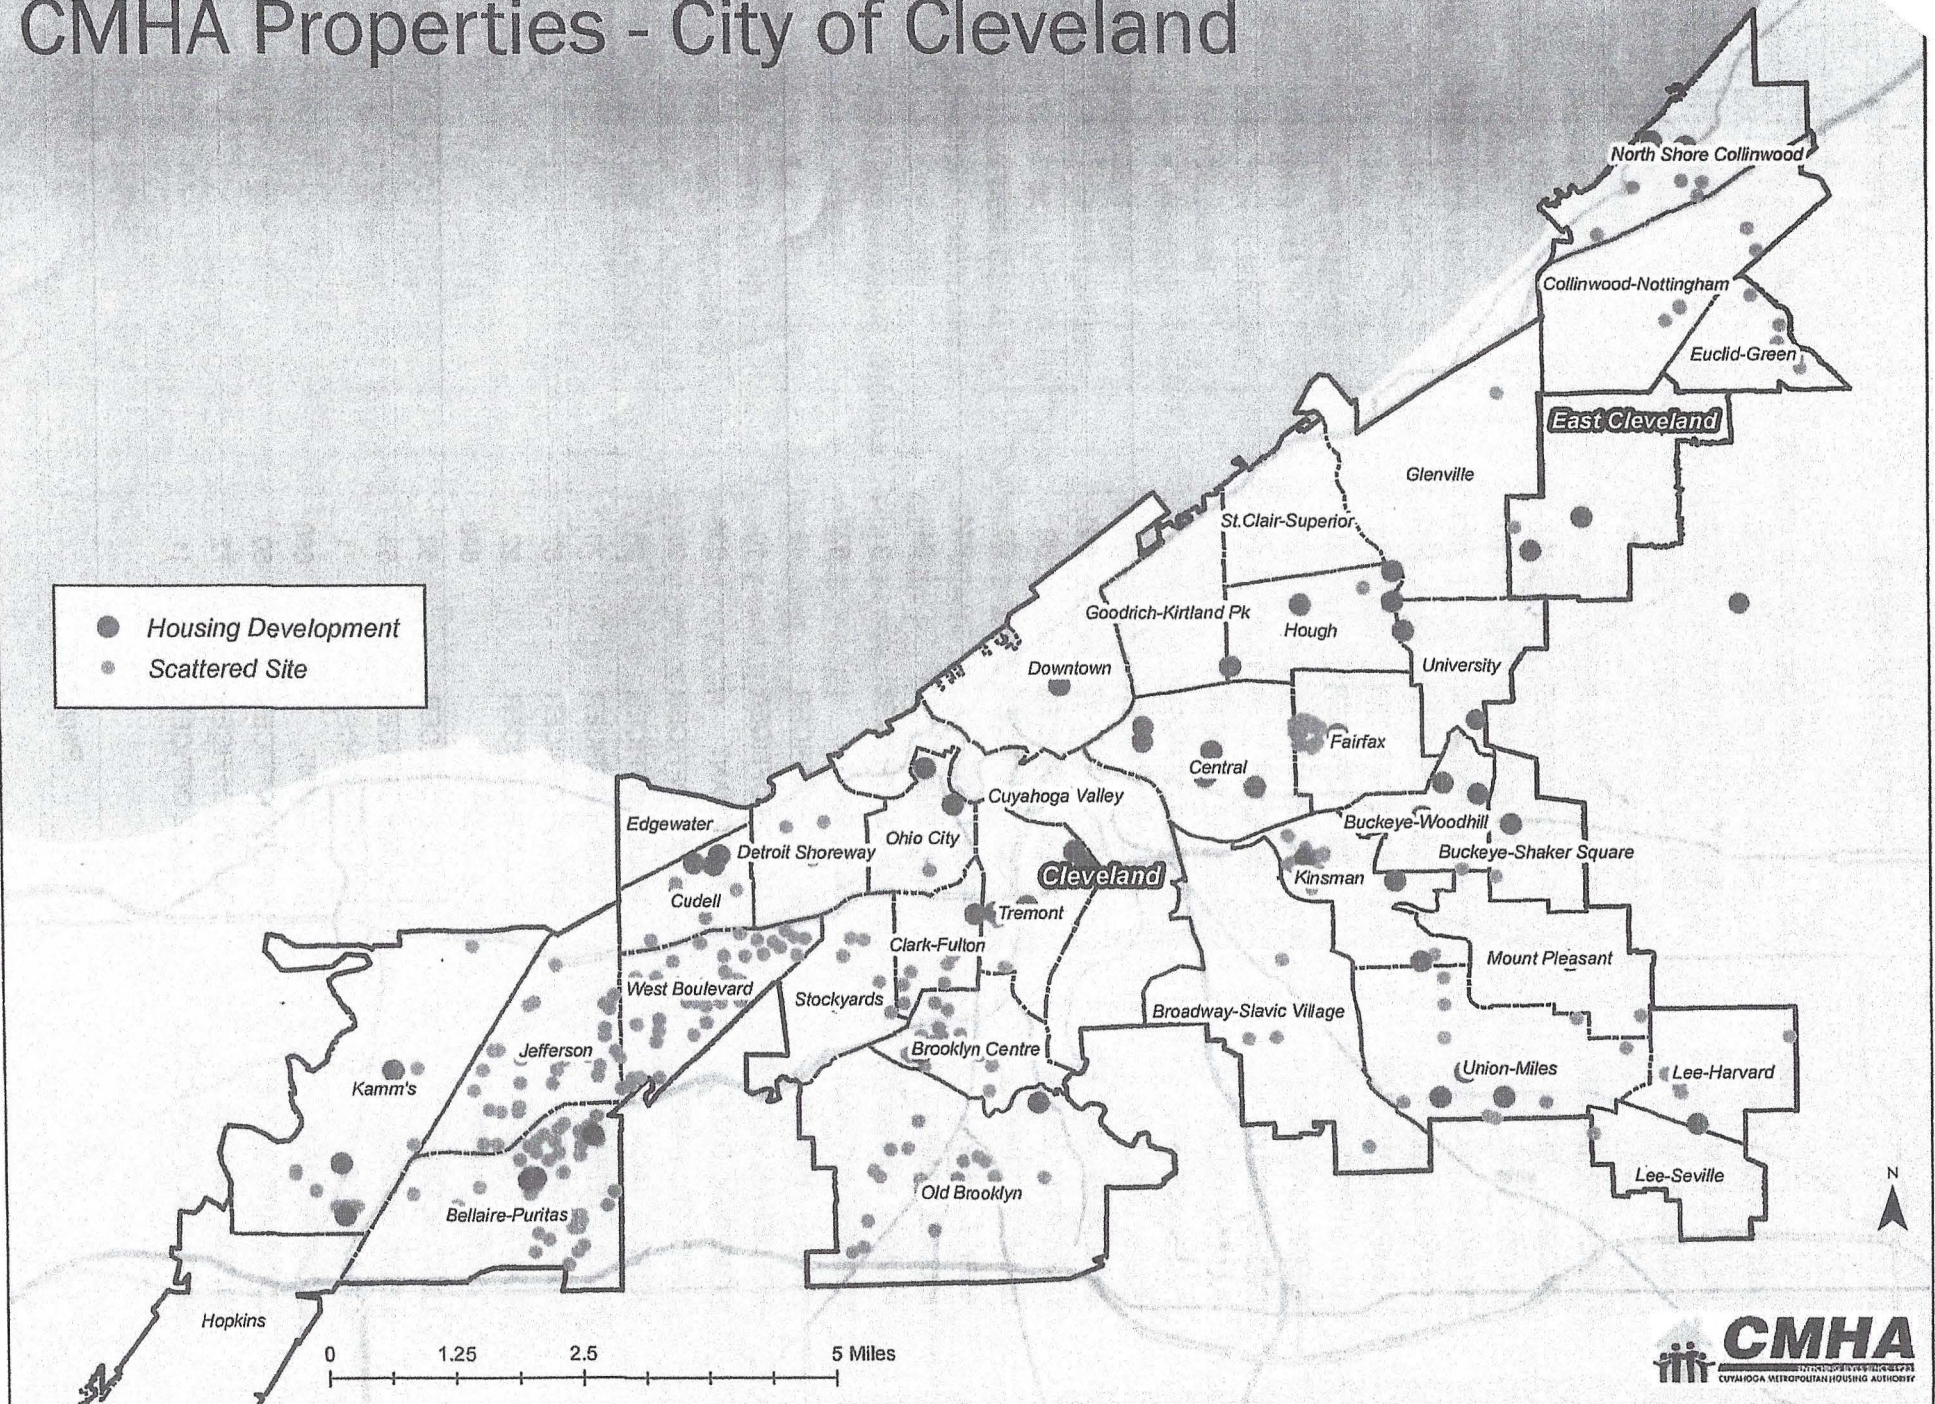 CMHA Properties - City of Cleveland
North Shore Collinwood
Collinwood-Nottingham
Euclid-Green
East Cleveland
Glenville
St.Clair-Superior
Goodrich-Kirtland Pk
Hough
Housing Development
Scattered Site
Downtown
University
Fairfax
Central
Cuyahoga Valley
Edgewater
Ohio City
Detroit Shoreway
Buckeye-Woodhill
Buckeye-Shaker Square
Cleveland
Kinsman
Cudell
Tremont
Clark-Fulton
Mount Pleasant
West Boulevard
Stockyards
Broadway-Slavic Village
Jefferson
Brooklyn Centre
Union-Miles
Lee-Harvard
Kamm's
Lee-Seville
Old Brooklyn
Bellaire-Puritas
N
Hopkins
0 1.25 2.5 5 Miles
CMHA
CUYAHOGA METROPOLITAN HOUSING AUTHORITY